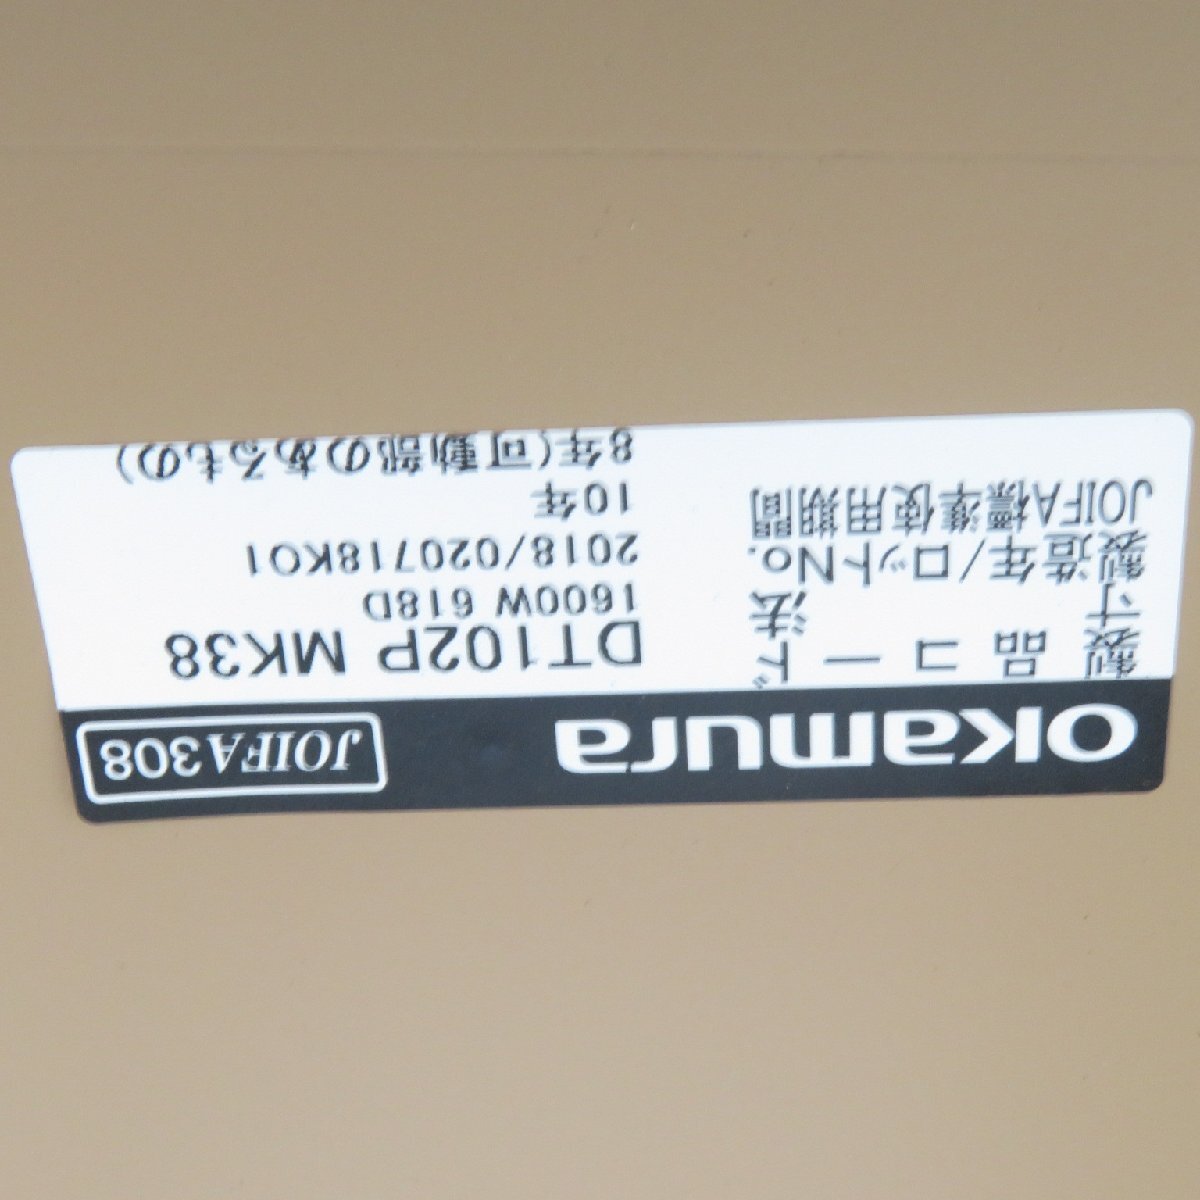 okamura JOIFA308
製品コード DT102P MK38
寸法 1600W 618D
製造年/ロットNo. 2018/020718K01
JOIFA標準使用期間 10年
8年(可動部のあるもの)